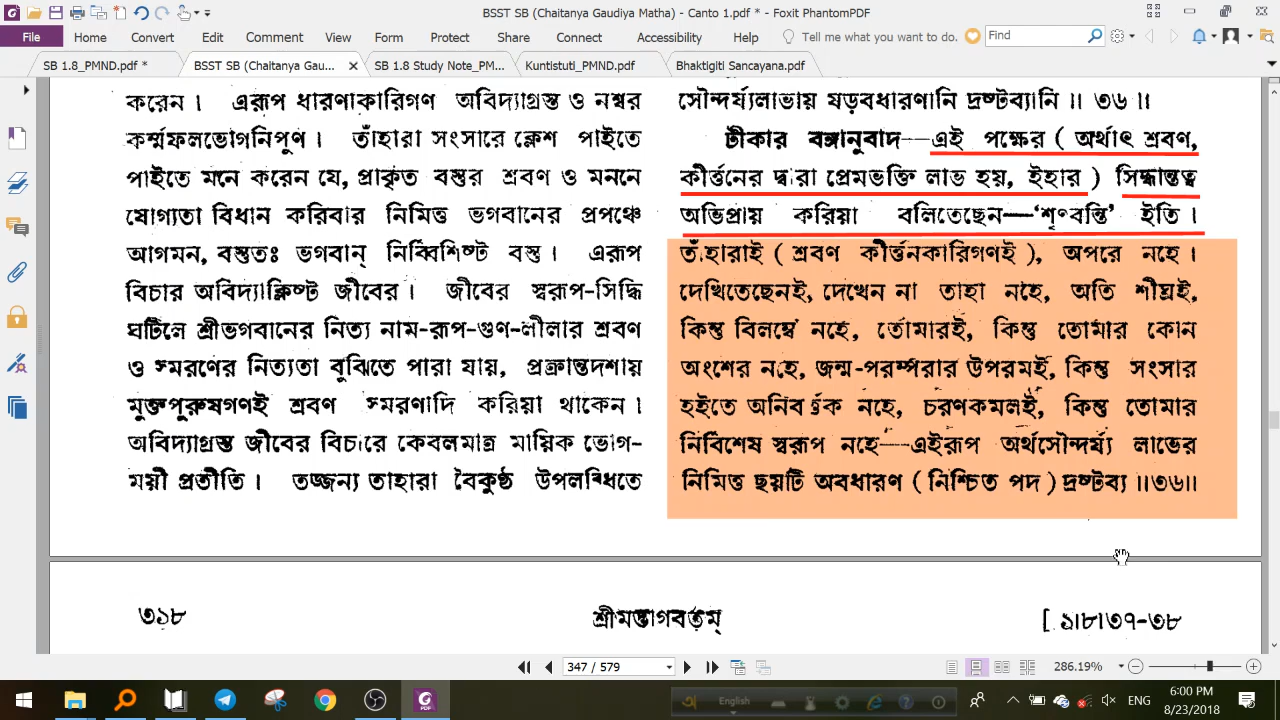 BSST SB (Chaitanya Gaudiya Matha) - Canto 1.pdf * - Foxit PhantomPDF
File Home Convert Edit Comment View Form Protect Share Connect Accessibility Help Tell me what you want to do. Find
SB 1.8_PMND.pdf * BSST SB (Chaitanya Gau... SB 1.8 Study Note_PM... Kuntistuti_PMND.pdf Bhaktigiti Sancayana.pdf
করেন। এরূপ ধারণাকারিগণ অবিদ্যাগ্রস্ত ও নশ্বর
কর্ম্মফলভোগনিপুণ। তাঁহারা সংসারে ক্লেশ পাইতে
পাইতে মনে করেন যে, প্রাকৃত বস্তুর শ্রবণ ও মননে
যোগ্যতা বিধান করিবার নিমিত্ত ভগবানের প্রপঞ্চে
আগমন, বস্তুতঃ ভগবান্ নির্ব্বিশিষ্ট বস্তু। এরূপ
বিচার অবিদ্যাক্লিষ্ট জীবের। জীবের স্বরূপ-সিদ্ধি
ঘটিলে শ্রীভগবানের নিত্য নাম-রূপ-গুণ-লীলার শ্রবণ
ও স্মরণের নিত্যতা বুঝিতে পারা যায়, প্রক্রান্তদশায়
মুক্তপুরুষগণই শ্রবণ স্মরণাদি করিয়া থাকেন।
অবিদ্যাগ্রস্ত জীবের বিচারে কেবলমাত্র মায়িক ভোগ-
ময়ী প্রতীতি। তজ্জন্য তাহারা বৈকুণ্ঠ উপলব্ধিতে
সৌন্দর্য্যলাভায় ষড়বধারণানি দ্রষ্টব্যানি॥ ৩৬॥
টীকার বঙ্গানুবাদ—এই পক্ষের (অর্থাৎ শ্রবণ,
কীর্ত্তনের দ্বারা প্রেমভক্তি লাভ হয়, ইহার) সিদ্ধান্তত্ব
অভিপ্রায় করিয়া বলিতেছেন—‘শৃণ্বন্তি’ ইতি।
তাঁহারাই (শ্রবণ কীর্ত্তনকারিগণই), অপরে নহে।
দেখিতেছেনই, দেখেন না তাহা নহে, অতি শীঘ্রই,
কিন্তু বিলম্বে নহে, তোমারই, কিন্তু তোমার কোন
অংশের নহে, জন্ম-পরম্পরার উপরমই, কিন্তু সংসার
হইতে অনিবর্ত্তক নহে, চরণকমলই, কিন্তু তোমার
নির্বিশেষ স্বরূপ নহে—এইরূপ অর্থসৌন্দর্য্য লাভের
নিমিত্ত ছয়টি অবধারণ (নিশ্চিত পদ) দ্রষ্টব্য॥৩৬॥
৩১৮ শ্রীমদ্ভাগবতম্ [ ১।৮।৩৭-৩৮
347 / 579 286.19%
English ENG 6:00 PM
8/23/2018